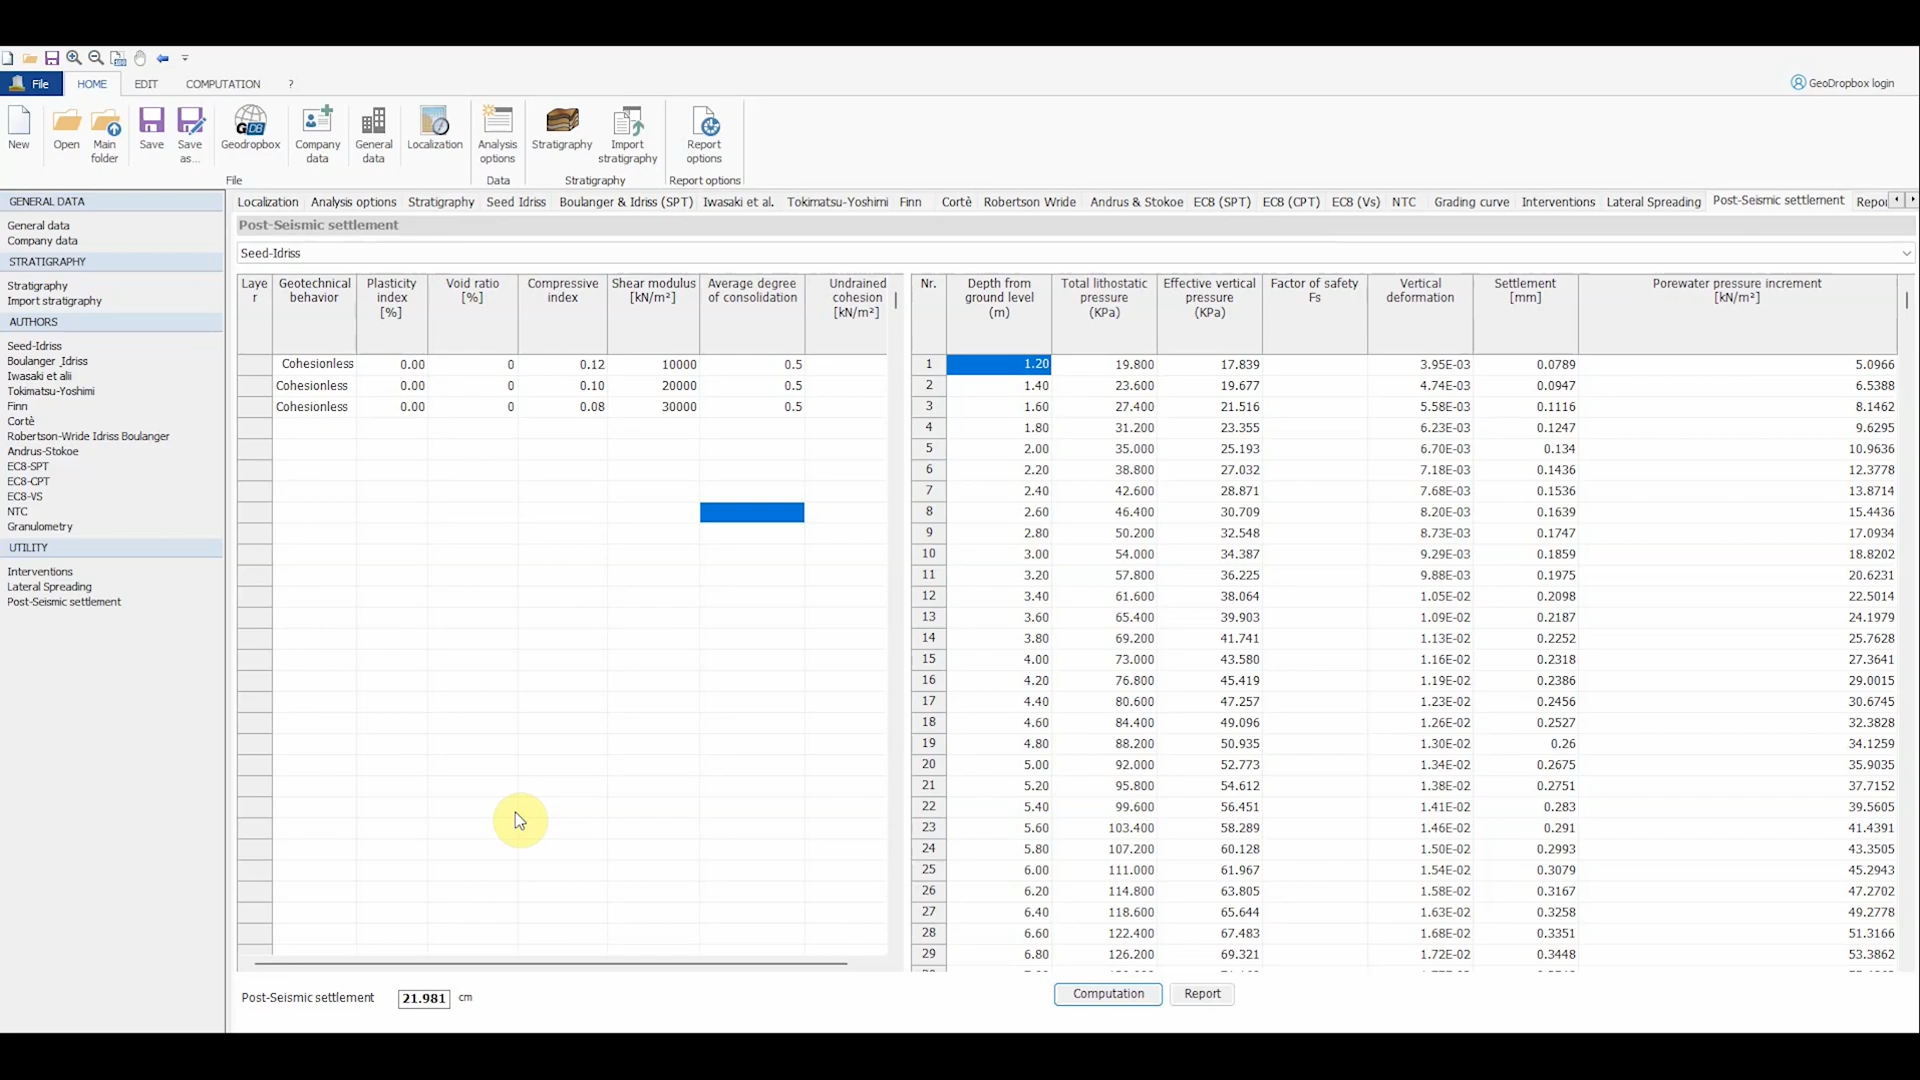 File HOME EDIT COMPUTATION ? GeoDropbox login
New Open Main folder Save Save as... Geodropbox Company data General data Localization Analysis options Stratigraphy Import stratigraphy Report options
File Data Stratigraphy Report options
GENERAL DATA
General data
Company data
STRATIGRAPHY
Stratigraphy
Import stratigraphy
AUTHORS
Seed-Idriss
Boulanger_Idriss
Iwasaki et alii
Tokimatsu-Yoshimi
Finn
Cortè
Robertson-Wride Idriss Boulanger
Andrus-Stokoe
EC8-SPT
EC8-CPT
EC8-VS
NTC
Granulometry
UTILITY
Interventions
Lateral Spreading
Post-Seismic settlement
Localization Analysis options Stratigraphy Seed Idriss Boulanger & Idriss (SPT) Iwasaki et al. Tokimatsu-Yoshimi Finn Cortè Robertson Wride Andrus & Stokoe EC8 (SPT) EC8 (CPT) EC8 (Vs) NTC Grading curve Interventions Lateral Spreading Post-Seismic settlement Repo
Post-Seismic settlement
Seed-Idriss
Layer Geotechnical behavior Plasticity index [%] Void ratio [%] Compressive index Shear modulus [kN/m²] Average degree of consolidation Undrained cohesion [kN/m²]
Cohesionless 0.00 0 0.12 10000 0.5
Cohesionless 0.00 0 0.10 20000 0.5
Cohesionless 0.00 0 0.08 30000 0.5
Nr. Depth from ground level (m) Total lithostatic pressure (KPa) Effective vertical pressure (KPa) Factor of safety Fs Vertical deformation Settlement [mm] Porewater pressure increment [kN/m²]
1 1.20 19.800 17.839 3.95E-03 0.0789 5.0966
2 1.40 23.600 19.677 4.74E-03 0.0947 6.5388
3 1.60 27.400 21.516 5.58E-03 0.1116 8.1462
4 1.80 31.200 23.355 6.23E-03 0.1247 9.6295
5 2.00 35.000 25.193 6.70E-03 0.134 10.9636
6 2.20 38.800 27.032 7.18E-03 0.1436 12.3778
7 2.40 42.600 28.871 7.68E-03 0.1536 13.8714
8 2.60 46.400 30.709 8.20E-03 0.1639 15.4436
9 2.80 50.200 32.548 8.73E-03 0.1747 17.0934
10 3.00 54.000 34.387 9.29E-03 0.1859 18.8202
11 3.20 57.800 36.225 9.88E-03 0.1975 20.6231
12 3.40 61.600 38.064 1.05E-02 0.2098 22.5014
13 3.60 65.400 39.903 1.09E-02 0.2187 24.1979
14 3.80 69.200 41.741 1.13E-02 0.2252 25.7628
15 4.00 73.000 43.580 1.16E-02 0.2318 27.3641
16 4.20 76.800 45.419 1.19E-02 0.2386 29.0015
17 4.40 80.600 47.257 1.23E-02 0.2456 30.6745
18 4.60 84.400 49.096 1.26E-02 0.2527 32.3828
19 4.80 88.200 50.935 1.30E-02 0.26 34.1259
20 5.00 92.000 52.773 1.34E-02 0.2675 35.9035
21 5.20 95.800 54.612 1.38E-02 0.2751 37.7152
22 5.40 99.600 56.451 1.41E-02 0.283 39.5605
23 5.60 103.400 58.289 1.46E-02 0.291 41.4391
24 5.80 107.200 60.128 1.50E-02 0.2993 43.3505
25 6.00 111.000 61.967 1.54E-02 0.3079 45.2943
26 6.20 114.800 63.805 1.58E-02 0.3167 47.2702
27 6.40 118.600 65.644 1.63E-02 0.3258 49.2778
28 6.60 122.400 67.483 1.68E-02 0.3351 51.3166
29 6.80 126.200 69.321 1.72E-02 0.3448 53.3862
Post-Seismic settlement 21.981 cm
Computation Report